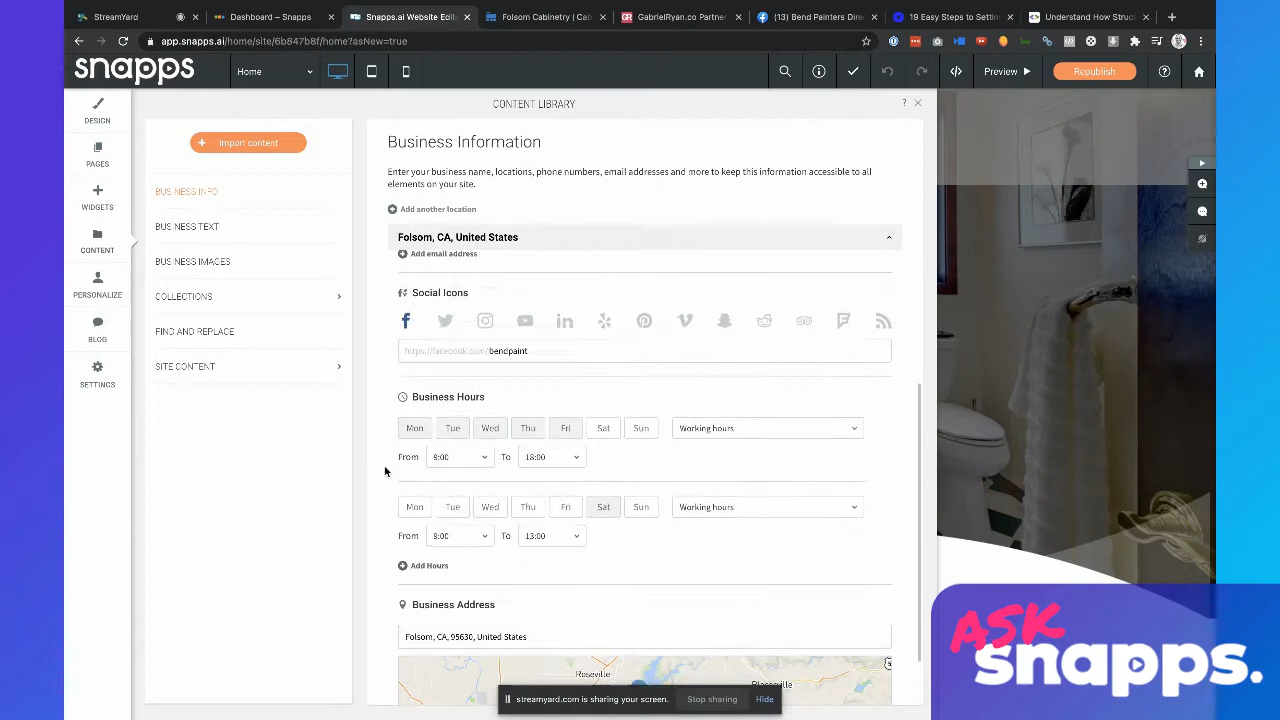 StreamYard
Dashboard – Snapps
Snapps.ai Website Edit
Folsom Cabinetry | Cab
GabrielRyan.co Partner
(13) Bend Painters Dire
19 Easy Steps to Settin
Understand How Struct
app.snapps.ai/home/site/6b847b8f/home?asNew=true
snapps
Home
Preview
Republish
DESIGN
PAGES
WIDGETS
CONTENT
PERSONALIZE
BLOG
SETTINGS
CONTENT LIBRARY
Import content
BUSINESS INFO
BUSINESS TEXT
BUSINESS IMAGES
COLLECTIONS
FIND AND REPLACE
SITE CONTENT
Business Information
Enter your business name, locations, phone numbers, email addresses and more to keep this information accessible to all
elements on your site.
Add another location
Folsom, CA, United States
Add email address
Social Icons
https://facebook.com/bendpaint
Business Hours
Mon Tue Wed Thu Fri Sat Sun Working hours
From 8:00 To 18:00
Mon Tue Wed Thu Fri Sat Sun Working hours
From 9:00 To 13:00
Add Hours
Business Address
Folsom, CA, 95630, United States
Roseville
Placerville
streamyard.com is sharing your screen.
Stop sharing
Hide
ASK
snapps.